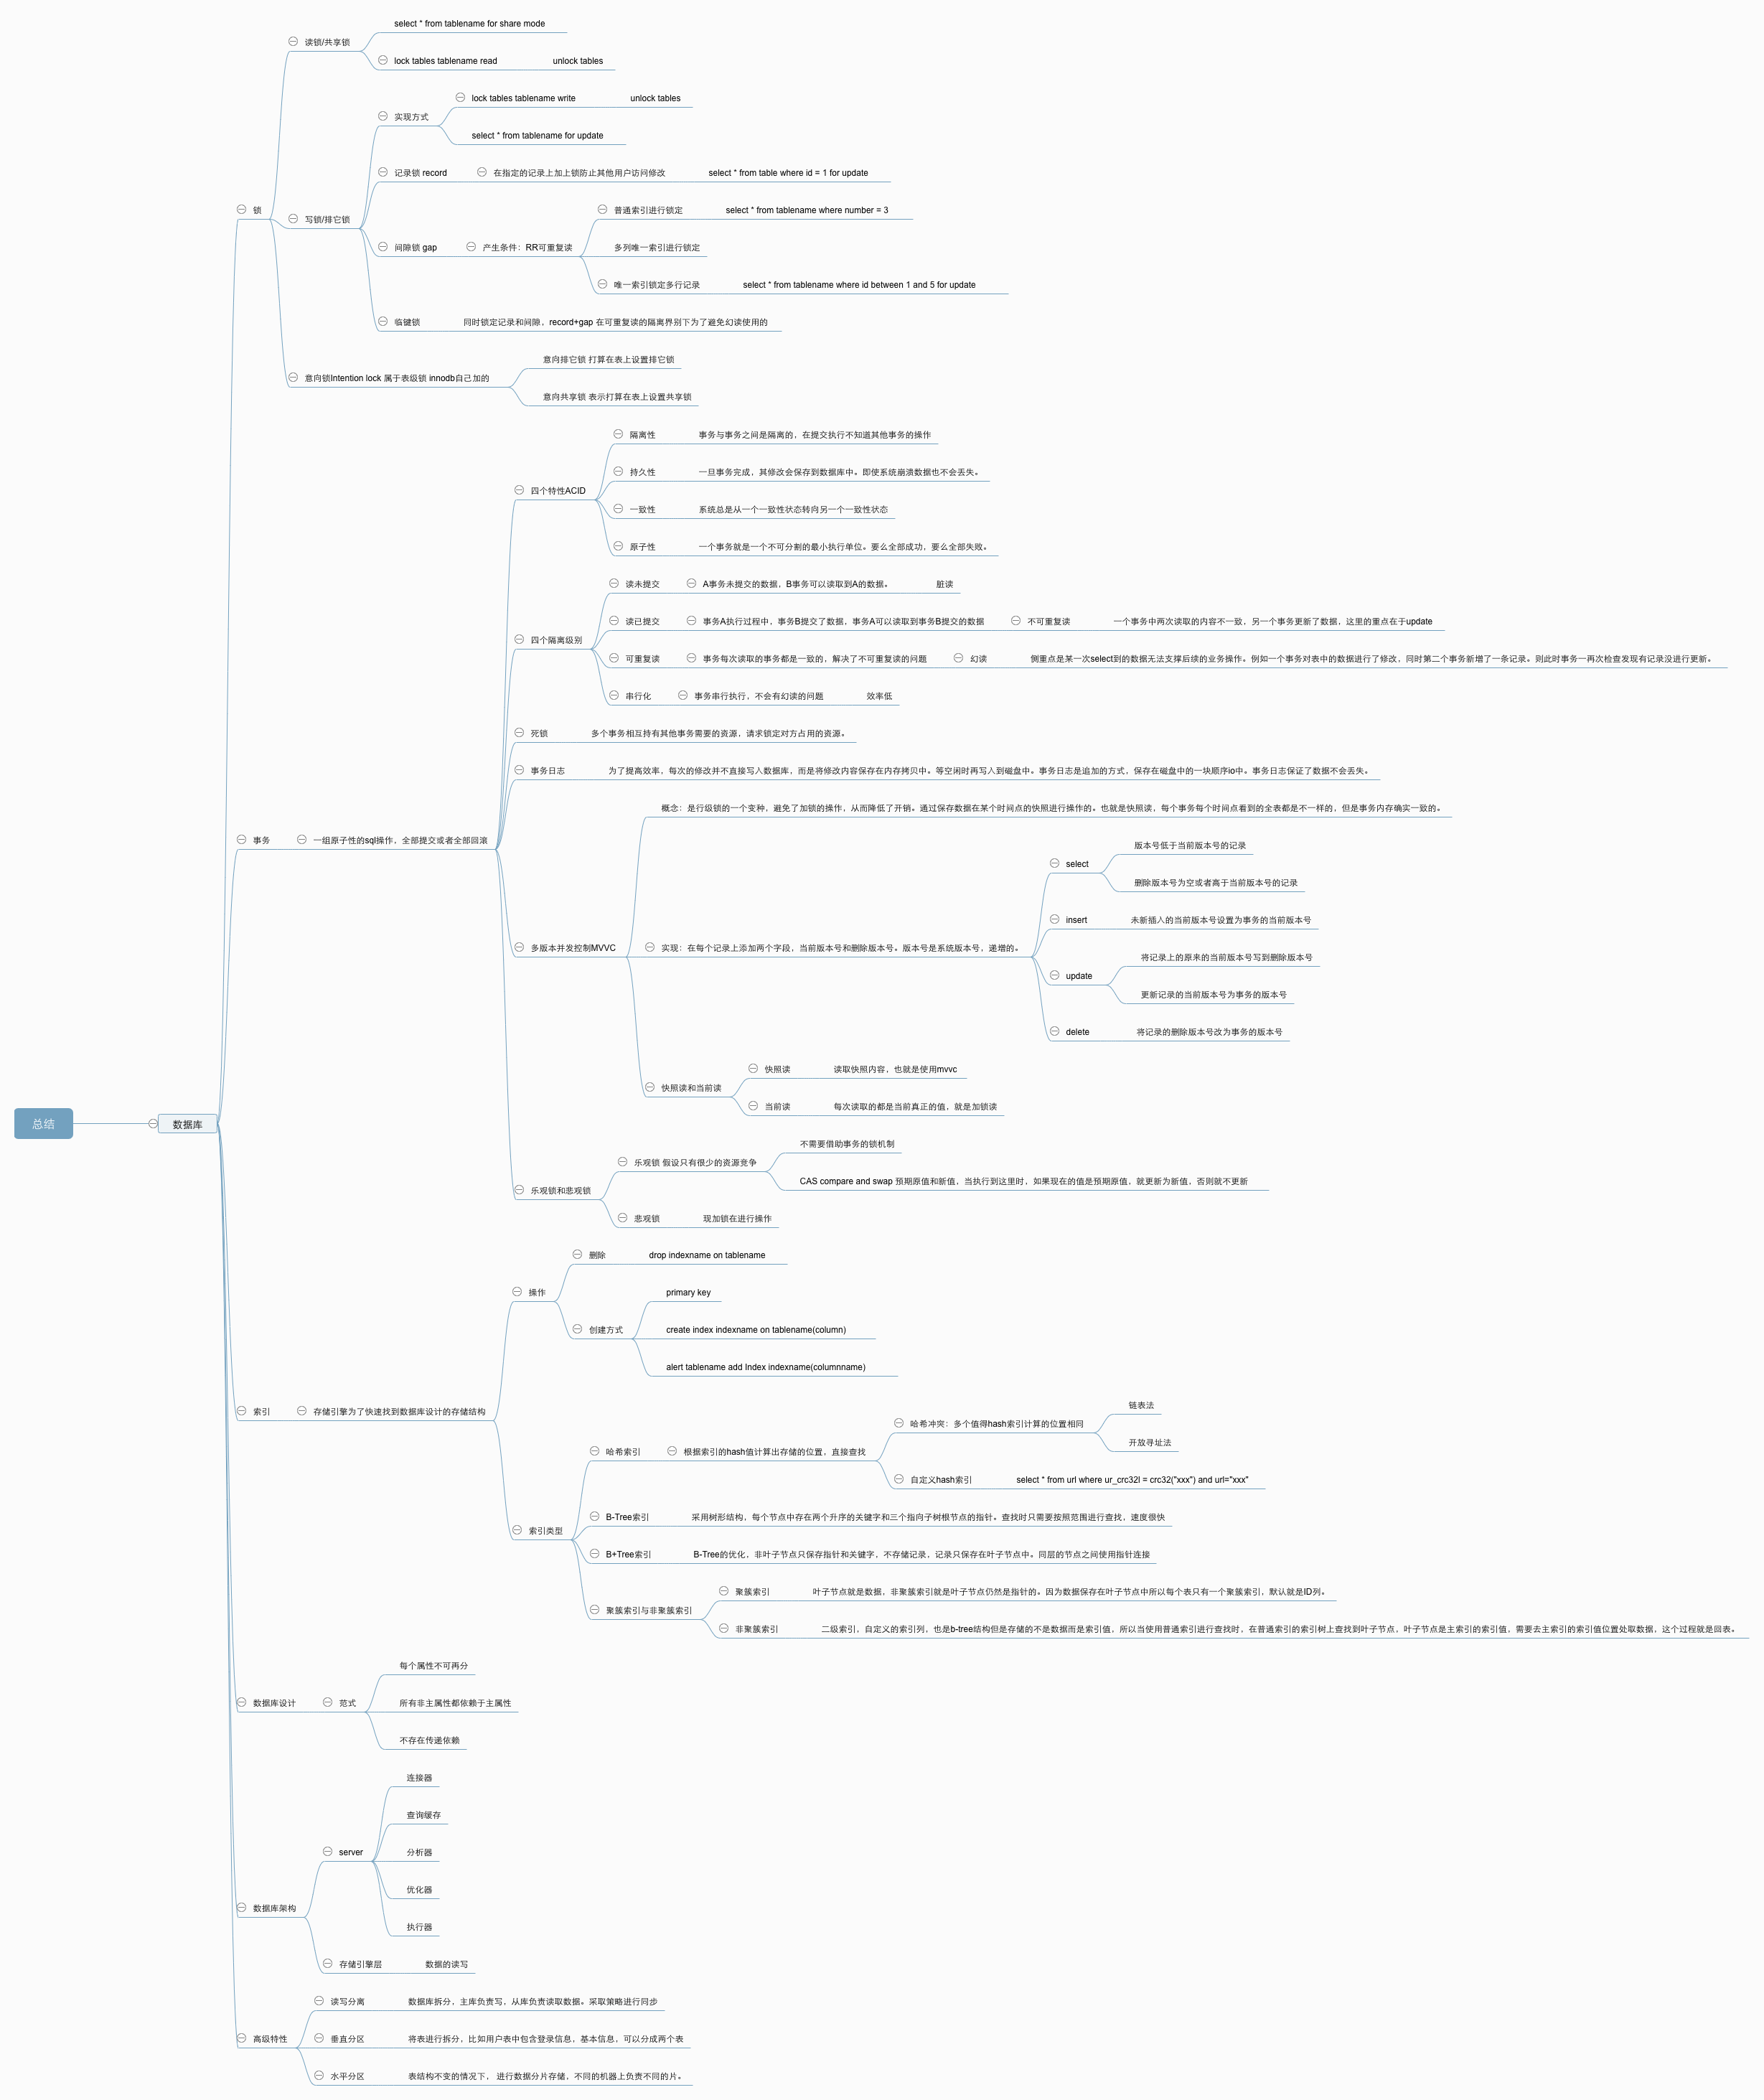 总结
数据库
锁
读锁/共享锁
select * from tablename for share mode
lock tables tablename read
unlock tables
写锁/排它锁
实现方式
lock tables tablename write
unlock tables
select * from tablename for update
记录锁 record
在指定的记录上加上锁防止其他用户访问修改
select * from table where id = 1 for update
间隙锁 gap
产生条件：RR可重复读
普通索引进行锁定
select * from tablename where number = 3
多列唯一索引进行锁定
唯一索引锁定多行记录
select * from tablename where id between 1 and 5 for update
临键锁
同时锁定记录和间隙，record+gap 在可重复读的隔离界别下为了避免幻读使用的
意向锁Intention lock 属于表级锁 innodb自己加的
意向排它锁 打算在表上设置排它锁
意向共享锁 表示打算在表上设置共享锁
事务
一组原子性的sql操作，全部提交或者全部回滚
四个特性ACID
隔离性
事务与事务之间是隔离的，在提交执行不知道其他事务的操作
持久性
一旦事务完成，其修改会保存到数据库中。即使系统崩溃数据也不会丢失。
一致性
系统总是从一个一致性状态转向另一个一致性状态
原子性
一个事务就是一个不可分割的最小执行单位。要么全部成功，要么全部失败。
四个隔离级别
读未提交
A事务未提交的数据，B事务可以读取到A的数据。
脏读
读已提交
事务A执行过程中，事务B提交了数据，事务A可以读取到事务B提交的数据
不可重复读
一个事务中两次读取的内容不一致，另一个事务更新了数据，这里的重点在于update
可重复读
事务每次读取的事务都是一致的，解决了不可重复读的问题
幻读
侧重点是某一次select到的数据无法支撑后续的业务操作。例如一个事务对表中的数据进行了修改，同时第二个事务新增了一条记录。则此时事务一再次检查发现有记录没进行更新。
串行化
事务串行执行，不会有幻读的问题
效率低
死锁
多个事务相互持有其他事务需要的资源，请求锁定对方占用的资源。
事务日志
为了提高效率，每次的修改并不直接写入数据库，而是将修改内容保存在内存拷贝中。等空闲时再写入到磁盘中。事务日志是追加的方式，保存在磁盘中的一块顺序io中。事务日志保证了数据不会丢失。
多版本并发控制MVVC
概念：是行级锁的一个变种，避免了加锁的操作，从而降低了开销。通过保存数据在某个时间点的快照进行操作的。也就是快照读，每个事务每个时间点看到的全表都是不一样的，但是事务内存确实一致的。
实现：在每个记录上添加两个字段，当前版本号和删除版本号。版本号是系统版本号，递增的。
select
版本号低于当前版本号的记录
删除版本号为空或者高于当前版本号的记录
insert
未新插入的当前版本号设置为事务的当前版本号
update
将记录上的原来的当前版本号写到删除版本号
更新记录的当前版本号为事务的版本号
delete
将记录的删除版本号改为事务的版本号
快照读和当前读
快照读
读取快照内容，也就是使用mvvc
当前读
每次读取的都是当前真正的值，就是加锁读
乐观锁和悲观锁
乐观锁 假设只有很少的资源竞争
不需要借助事务的锁机制
CAS compare and swap 预期原值和新值，当执行到这里时，如果现在的值是预期原值，就更新为新值，否则就不更新
悲观锁
现加锁在进行操作
索引
存储引擎为了快速找到数据库设计的存储结构
操作
删除
drop indexname on tablename
创建方式
primary key
create index indexname on tablename(column)
alert tablename add Index indexname(columnname)
索引类型
哈希索引
根据索引的hash值计算出存储的位置，直接查找
哈希冲突：多个值得hash索引计算的位置相同
链表法
开放寻址法
自定义hash索引
select * from url where ur_crc32l = crc32("xxx") and url="xxx"
B-Tree索引
采用树形结构，每个节点中存在两个升序的关键字和三个指向子树根节点的指针。查找时只需要按照范围进行查找，速度很快
B+Tree索引
B-Tree的优化，非叶子节点只保存指针和关键字，不存储记录，记录只保存在叶子节点中。同层的节点之间使用指针连接
聚簇索引与非聚簇索引
聚簇索引
叶子节点就是数据，非聚簇索引就是叶子节点仍然是指针的。因为数据保存在叶子节点中所以每个表只有一个聚簇索引，默认就是ID列。
非聚簇索引
二级索引，自定义的索引列，也是b-tree结构但是存储的不是数据而是索引值，所以当使用普通索引进行查找时，在普通索引的索引树上查找到叶子节点，叶子节点是主索引的索引值，需要去主索引的索引值位置处取数据，这个过程就是回表。
数据库设计
范式
每个属性不可再分
所有非主属性都依赖于主属性
不存在传递依赖
数据库架构
server
连接器
查询缓存
分析器
优化器
执行器
存储引擎层
数据的读写
高级特性
读写分离
数据库拆分，主库负责写，从库负责读取数据。采取策略进行同步
垂直分区
将表进行拆分，比如用户表中包含登录信息，基本信息，可以分成两个表
水平分区
表结构不变的情况下， 进行数据分片存储，不同的机器上负责不同的片。